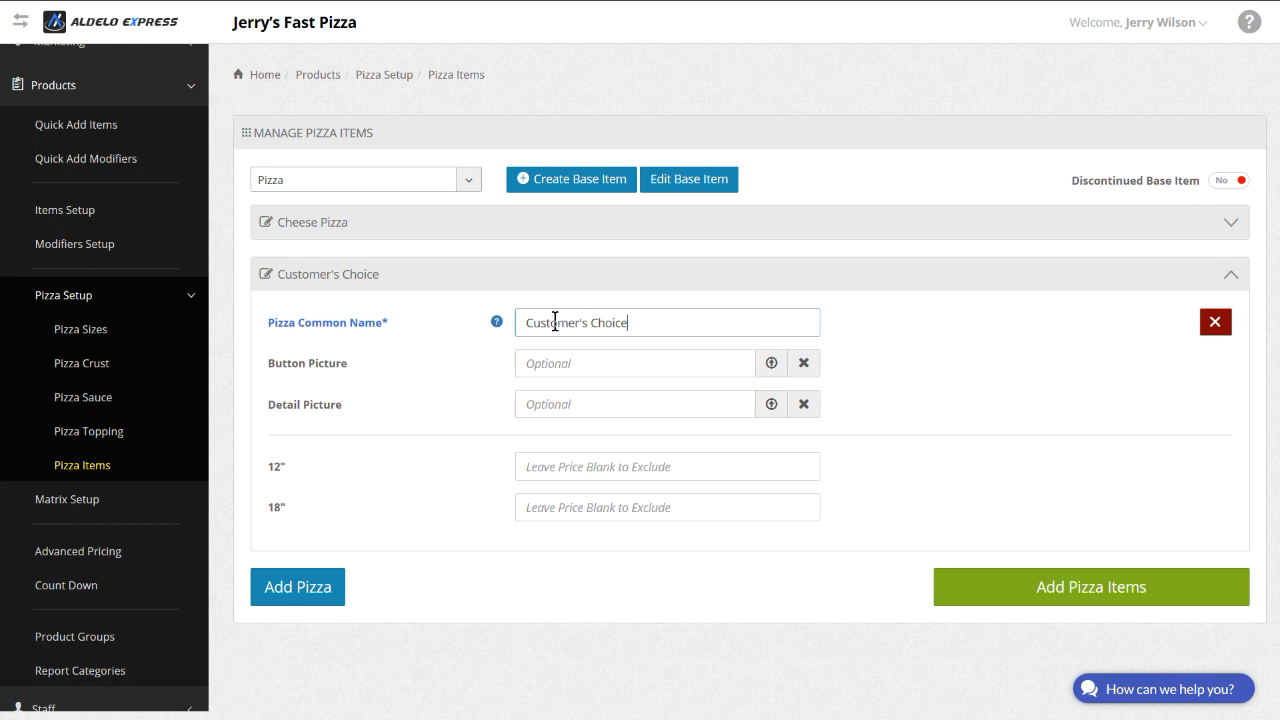 ALDELO EXPRESS
Jerry's Fast Pizza
Welcome, Jerry Wilson
?
Marketing
Products
Quick Add Items
Quick Add Modifiers
Items Setup
Modifiers Setup
Pizza Setup
Pizza Sizes
Pizza Crust
Pizza Sauce
Pizza Topping
Pizza Items
Matrix Setup
Advanced Pricing
Count Down
Product Groups
Report Categories
Staff
Home / Products / Pizza Setup / Pizza Items
MANAGE PIZZA ITEMS
Pizza
Create Base Item
Edit Base Item
Discontinued Base Item No
Cheese Pizza
Customer's Choice
Pizza Common Name* ? Customer's Choice
Button Picture Optional
Detail Picture Optional
12" Leave Price Blank to Exclude
18" Leave Price Blank to Exclude
Add Pizza
Add Pizza Items
How can we help you?